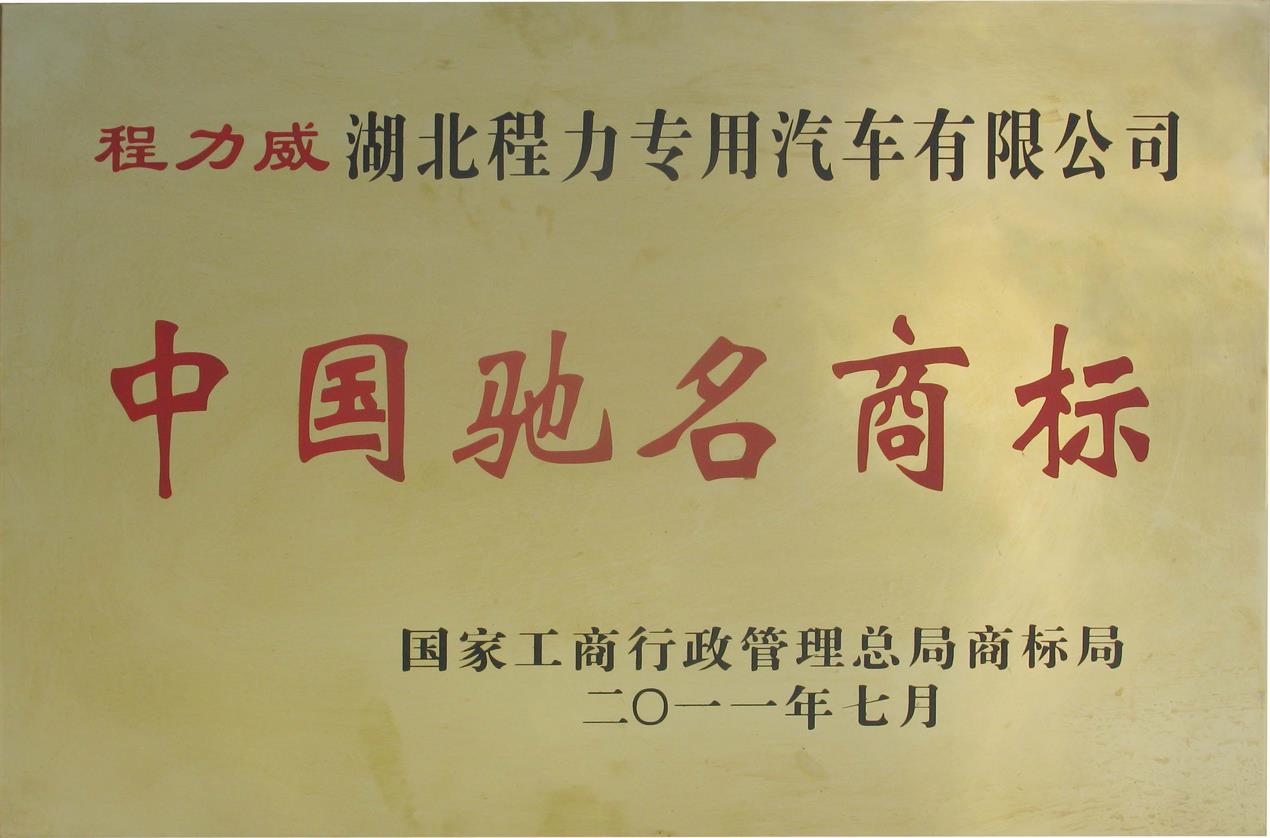 程力威 湖北程力专用汽车有限公司
中国驰名商标
国家工商行政管理总局商标局
二〇一一年七月